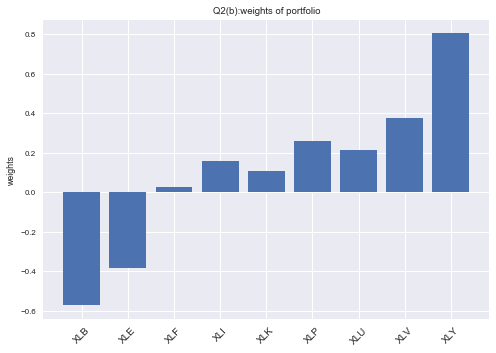 Q2(b):weights of portfolio
0.8
0.6
0.4
0.2
0.0
−0.2
−0.4
−0.6
weights
XLB
XLE
XLF
XLI
XLK
XLP
XLU
XLV
XLY